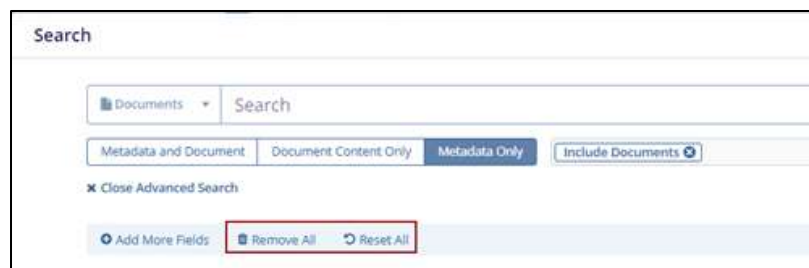 Search
Documents Search
Metadata and Document Document Content Only Metadata Only Include Documents
Close Advanced Search
Add More Fields Remove All Reset All